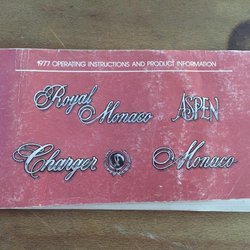 1977 OPERATING INSTRUCTIONS AND PRODUCT INFORMATION
Royal Monaco ASPEN
Charger Monaco